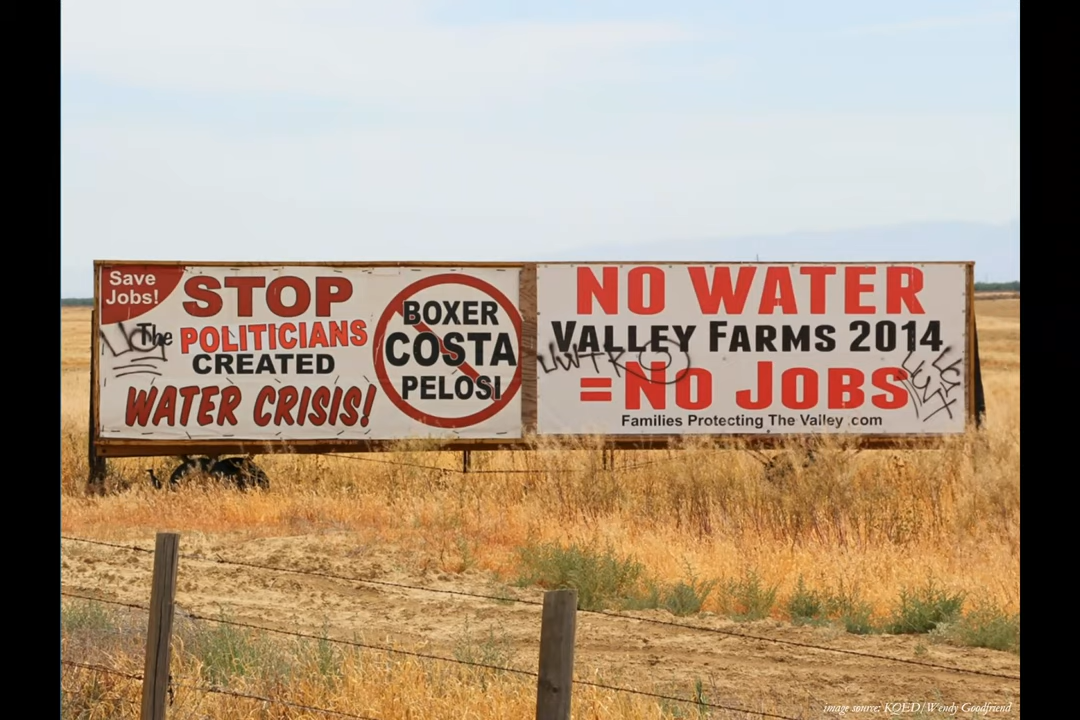 Save
Jobs!
STOP
The POLITICIANS
CREATED
WATER CRISIS!
BOXER
COSTA
PELOSI
NO WATER
VALLEY FARMS 2014
=NO JOBS
Families Protecting The Valley.com
image source: KQED/Wendy Goodfriend